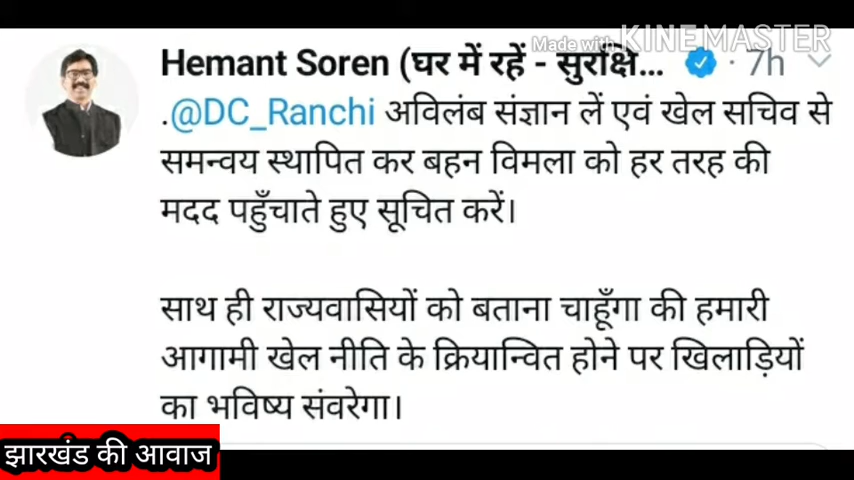 Made with KINEMASTER
Hemant Soren (घर में रहें - सुरक्षि... · 7h
.@DC_Ranchi अविलंब संज्ञान लें एवं खेल सचिव से
समन्वय स्थापित कर बहन विमला को हर तरह की
मदद पहुँचाते हुए सूचित करें।
साथ ही राज्यवासियों को बताना चाहूँगा की हमारी
आगामी खेल नीति के क्रियान्वित होने पर खिलाड़ियों
का भविष्य संवरेगा।
झारखंड की आवाज